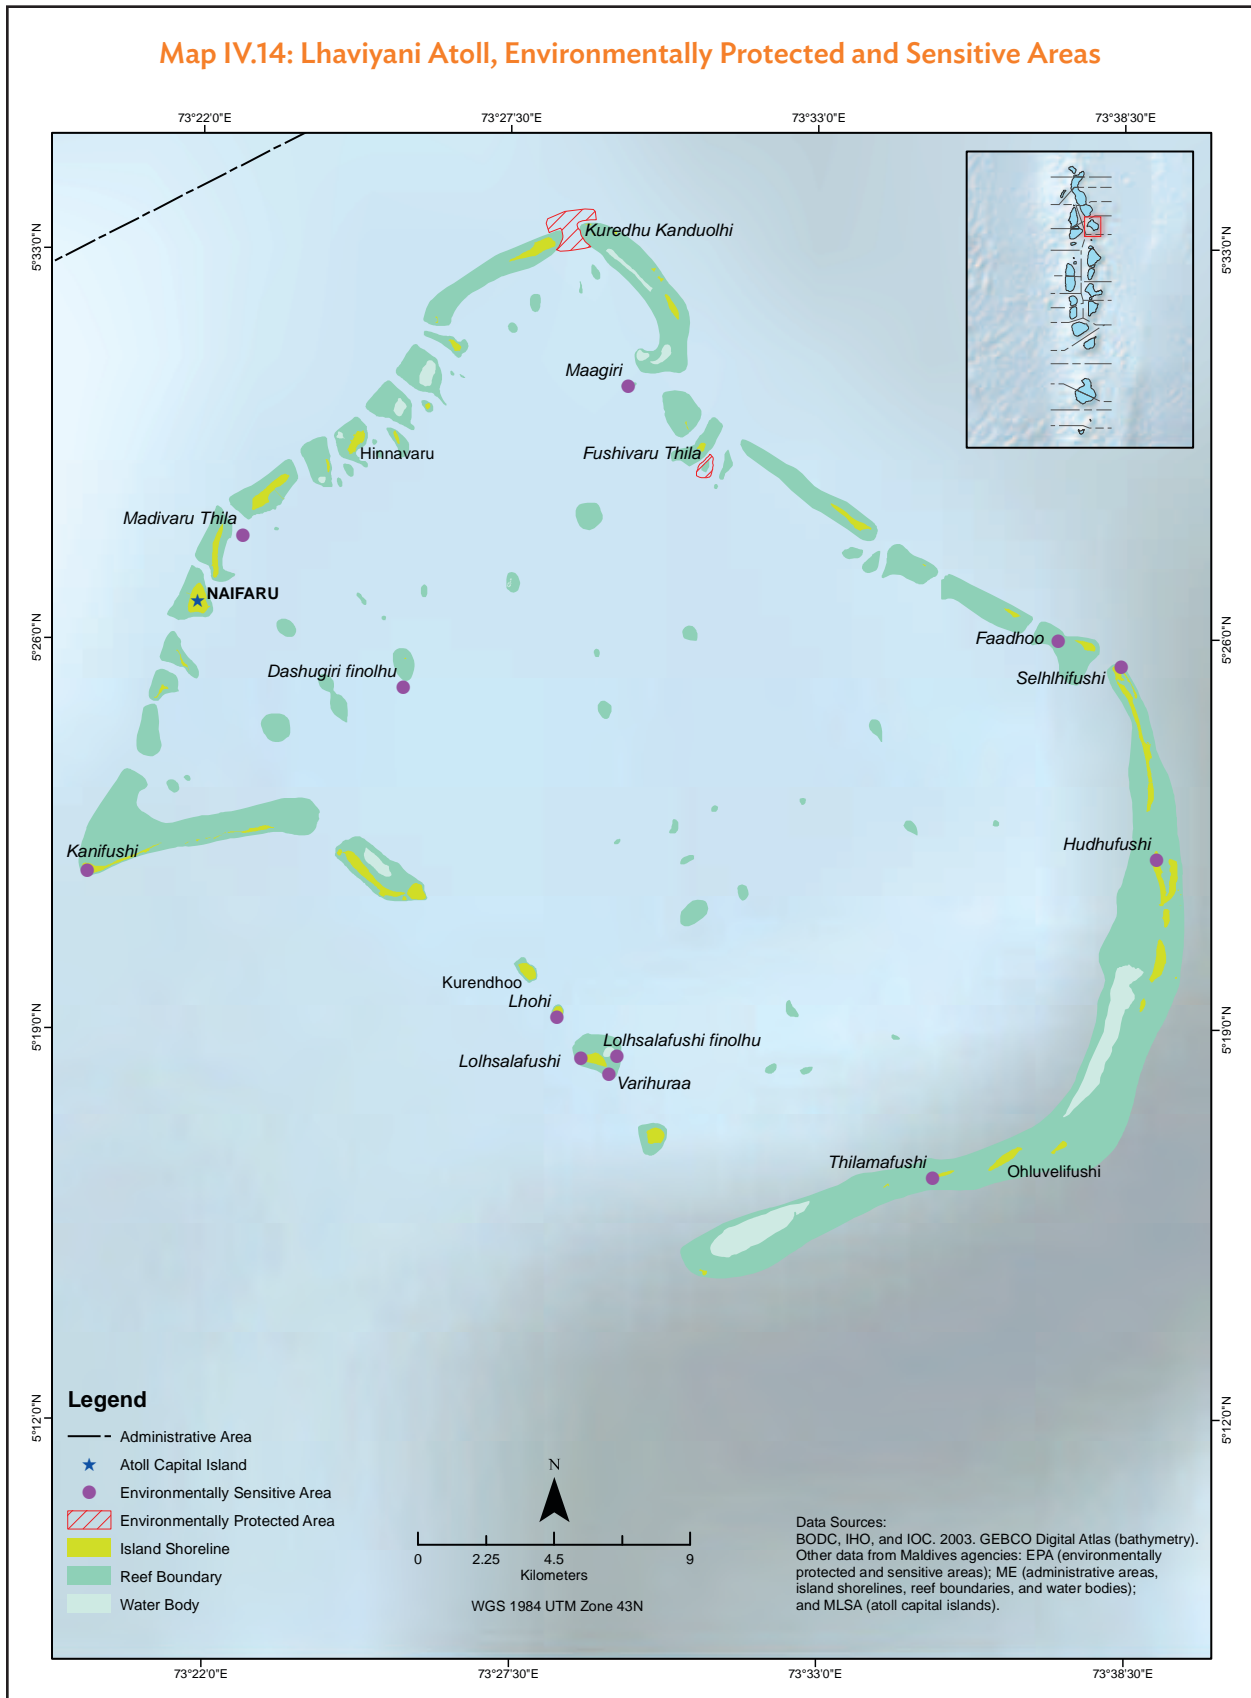 Map IV.14: Lhaviyani Atoll, Environmentally Protected and Sensitive Areas
73°22'0"E
73°27'30"E
73°33'0"E
73°38'30"E
5°33'0"N
5°33'0"N
Kuredhu Kanduolhi
Maagiri
Hinnavaru
Fushivaru Thila
Madivaru Thila
NAIFARU
5°26'0"N
5°26'0"N
Faadhoo
Dashugiri finolhu
Selhlhifushi
Kanifushi
Hudhufushi
Kurendhoo
Lhohi
5°19'0"N
5°19'0"N
Lolhsalafushi finolhu
Lolhsalafushi
Varihuraa
Thilamafushi
Ohluvelifushi
5°12'0"N
5°12'0"N
Legend
Administrative Area
Atoll Capital Island
Environmentally Sensitive Area
Environmentally Protected Area
Island Shoreline
Reef Boundary
Water Body
N
0
2.25
4.5
9
Kilometers
WGS 1984 UTM Zone 43N
Data Sources:
BODC, IHO, and IOC. 2003. GEBCO Digital Atlas (bathymetry).
Other data from Maldives agencies: EPA (environmentally
protected and sensitive areas); ME (administrative areas,
island shorelines, reef boundaries, and water bodies);
and MLSA (atoll capital islands).
73°22'0"E
73°27'30"E
73°33'0"E
73°38'30"E